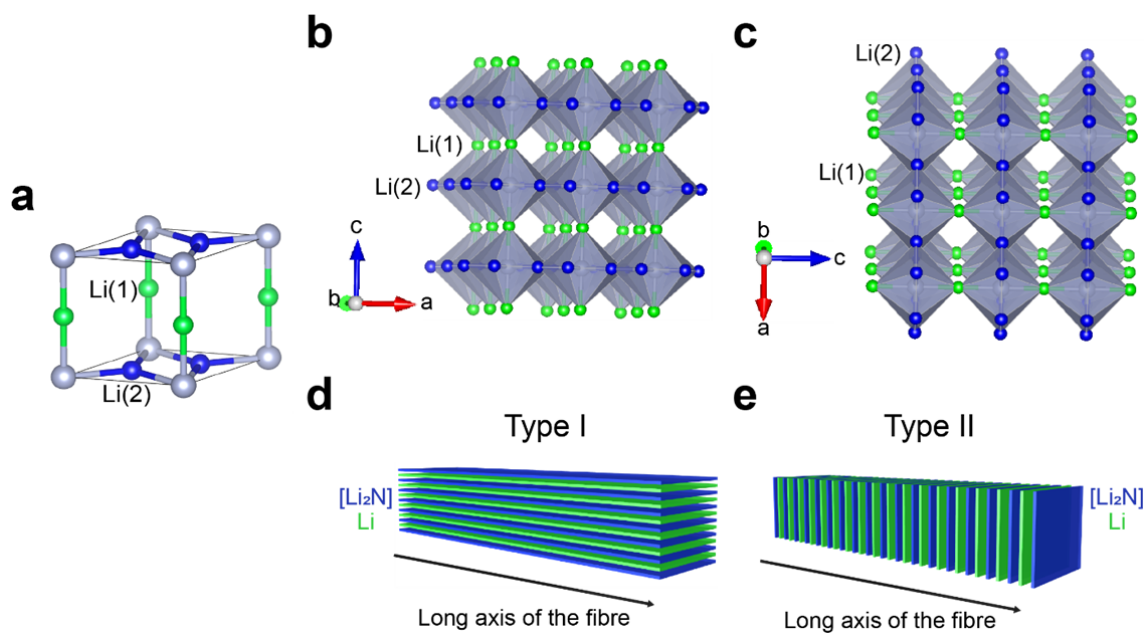 a
Li(1)
Li(2)
b
Li(1)
Li(2)
c
b
a
c
Li(2)
Li(1)
b
c
a
d
Type I
[Li₂N]
Li
Long axis of the fibre
e
Type II
[Li₂N]
Li
Long axis of the fibre